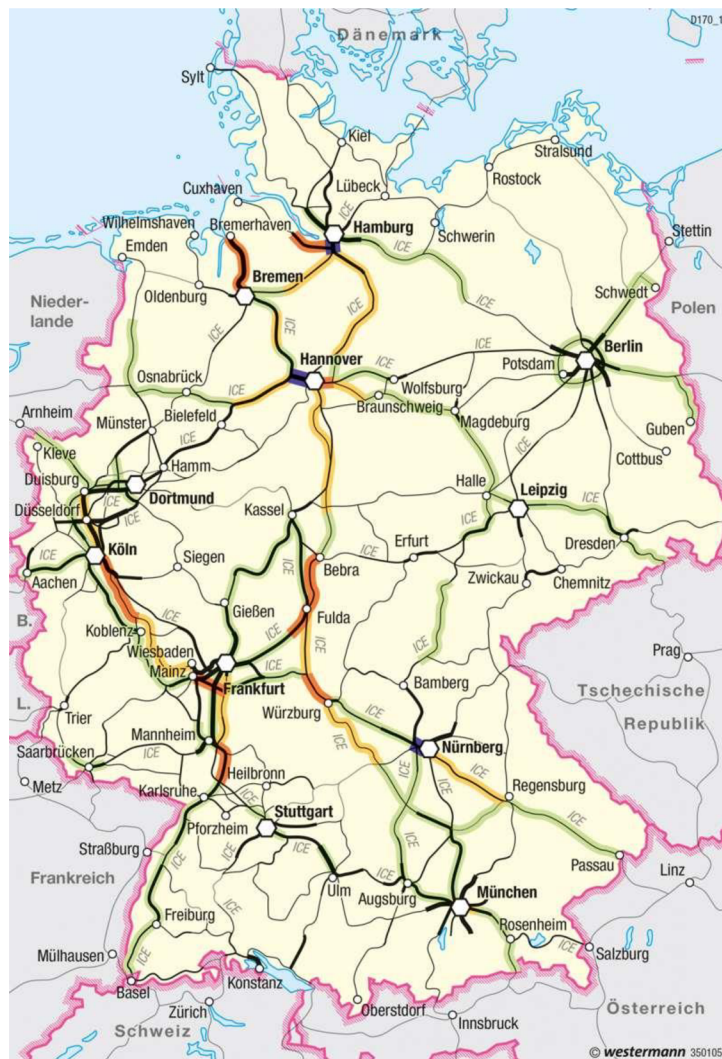 D170_1
Dänemark
Sylt
Kiel
Stralsund
Rostock
Cuxhaven
Lübeck
ICE
Wilhelmshaven
Bremerhaven
Hamburg
Schwerin
Stettin
Emden
ICE
Bremen
Schwedt
Nieder-
lande
Oldenburg
Polen
ICE
ICE
ICE
ICE
Hannover
Berlin
ICE
Potsdam
Osnabrück
ICE
Wolfsburg
Arnheim
Bielefeld
Braunschweig
Magdeburg
Münster
ICE
Guben
Kleve
ICE
Hamm
Cottbus
Duisburg
Dortmund
Halle
Leipzig
Düsseldorf
Kassel
ICE
ICE
ICE
Köln
Erfurt
Dresden
Siegen
Bebra
Aachen
Zwickau
Chemnitz
B.
Gießen
Koblenz
Fulda
Wiesbaden
ICE
Prag
Mainz
Frankfurt
Bamberg
Tschechische
Republik
L.
Trier
Würzburg
ICE
Mannheim
Nürnberg
Saarbrücken
ICE
ICE
ICE
Metz
Heilbronn
Regensburg
Karlsruhe
Stuttgart
ICE
Pforzheim
ICE
Straßburg
ICE
Passau
ICE
Linz
Frankreich
ICE
Ulm
Augsburg
München
Freiburg
Rosenheim
ICE
Mülhausen
ICE
Salzburg
Basel
Konstanz
Zürich
Oberstdorf
Österreich
Innsbruck
Schweiz
© westermann 350105